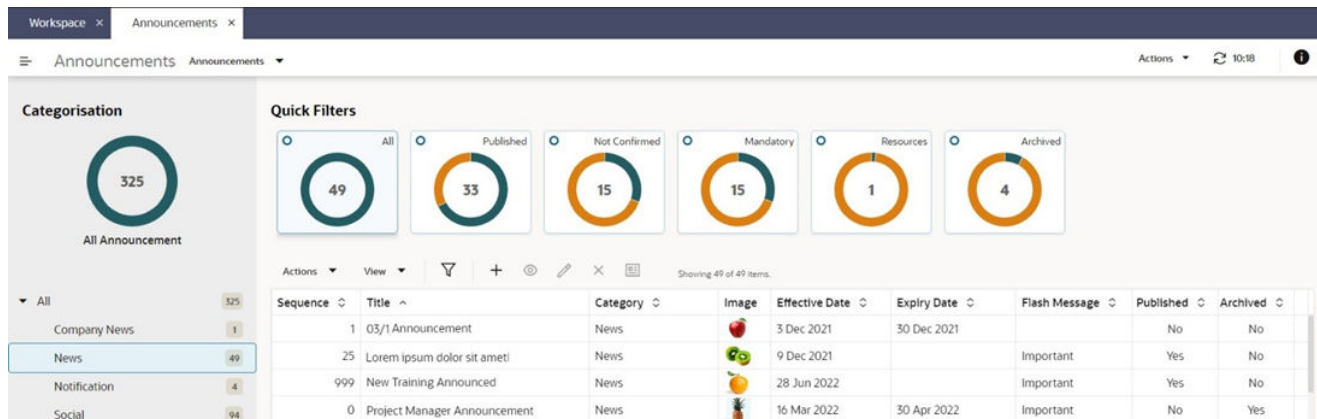 Workspace × Announcements ×
Announcements Announcements Actions 10:18
Categorisation
325
All Announcement
All 325
Company News 1
News 49
Notification 4
Social 94
Quick Filters
All 49
Published 33
Not Confirmed 15
Mandatory 15
Resources 1
Archived 4
Actions View Showing 49 of 49 items.
Sequence Title Category Image Effective Date Expiry Date Flash Message Published Archived
1 03/1 Announcement News 3 Dec 2021 30 Dec 2021 No No
25 Lorem ipsum dolor sit amet News 9 Dec 2021 Important Yes No
999 New Training Announced News 28 Jun 2022 Important Yes No
0 Project Manager Announcement News 16 Mar 2022 30 Apr 2022 Important No Yes